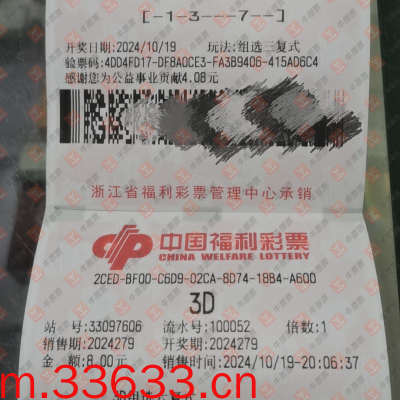 [-1-3---7--]
开奖日期:2024/10/19 玩法:组选三复式
验票码:4DD4FD17-DF8A0CE3-FA3B9406-415AD6C4
感谢您为公益事业贡献4.08元
浙江省福利彩票管理中心承销
中国福利彩票
CHINA WELFARE LOTTERY
2CED-BF00-C6D9-02CA-8D74-18B4-A600
3D
站 号:33097606 流水号:100052 倍数:1
销售期:2024279 开奖期:2024279
金 额:8.00元 销售时间:2024/10/19-20:06:37
m.33633.cn